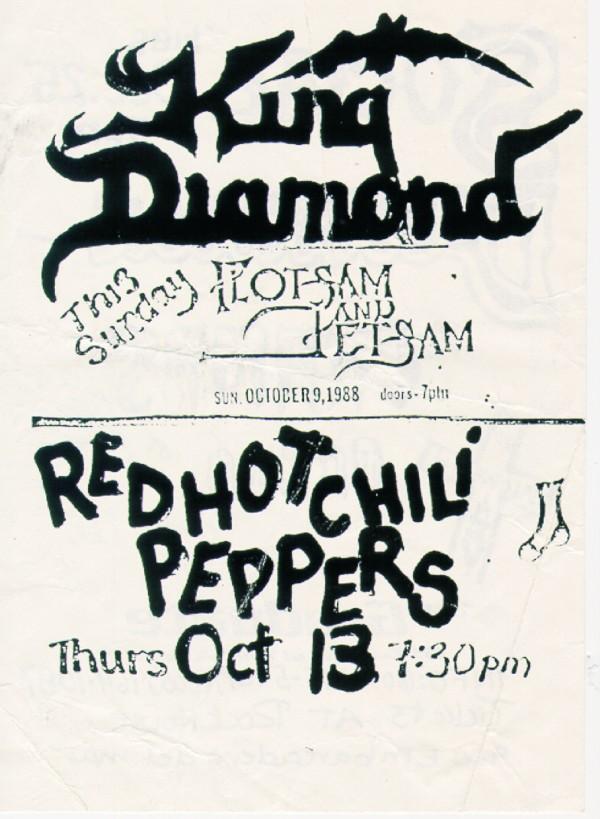 King
Diamond
This
Sunday
FLOTSAM
AND
JETSAM
SUN. OCTOBER 9, 1988 doors - 7pm
RED HOT CHILI
PEPPERS
Thurs Oct 13 7:30pm